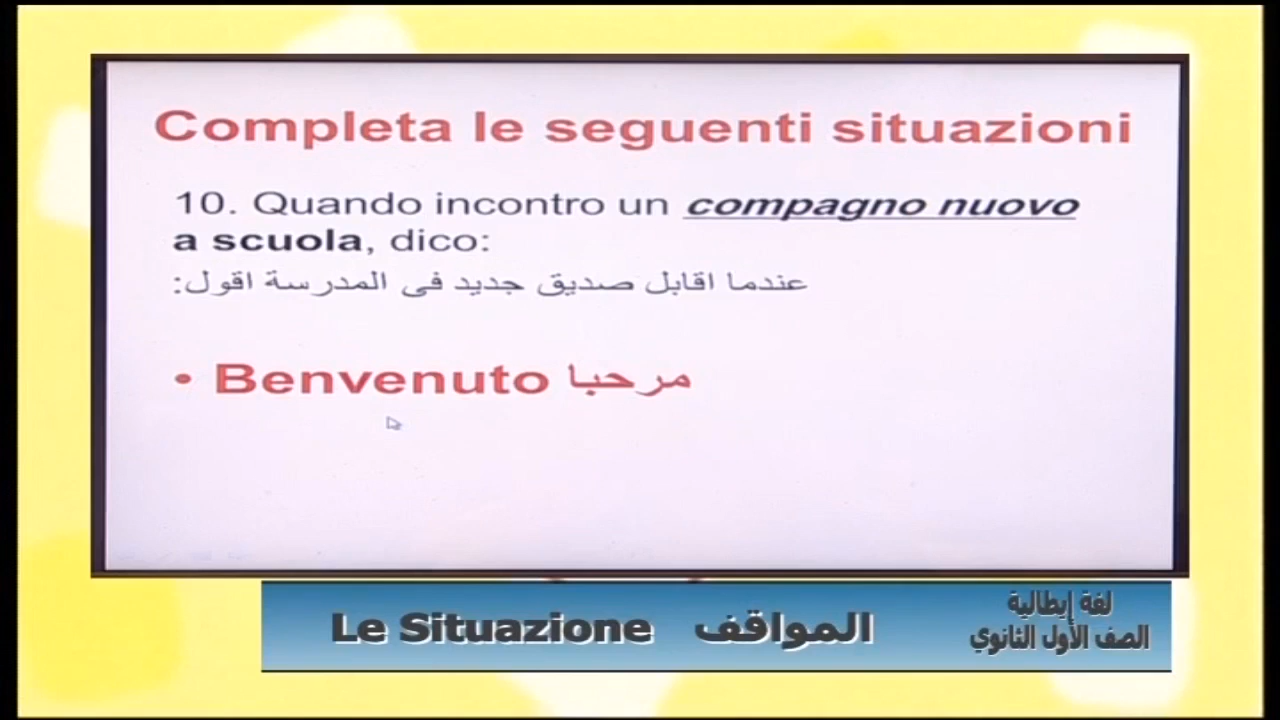 Completa le seguenti situazioni
10. Quando incontro un compagno nuovo
a scuola, dico:
عندما اقابل صديق جديد فى المدرسة اقول:
• Benvenuto مرحبا
Le Situazione المواقف
لغة إيطالية
الصف الأول الثانوي